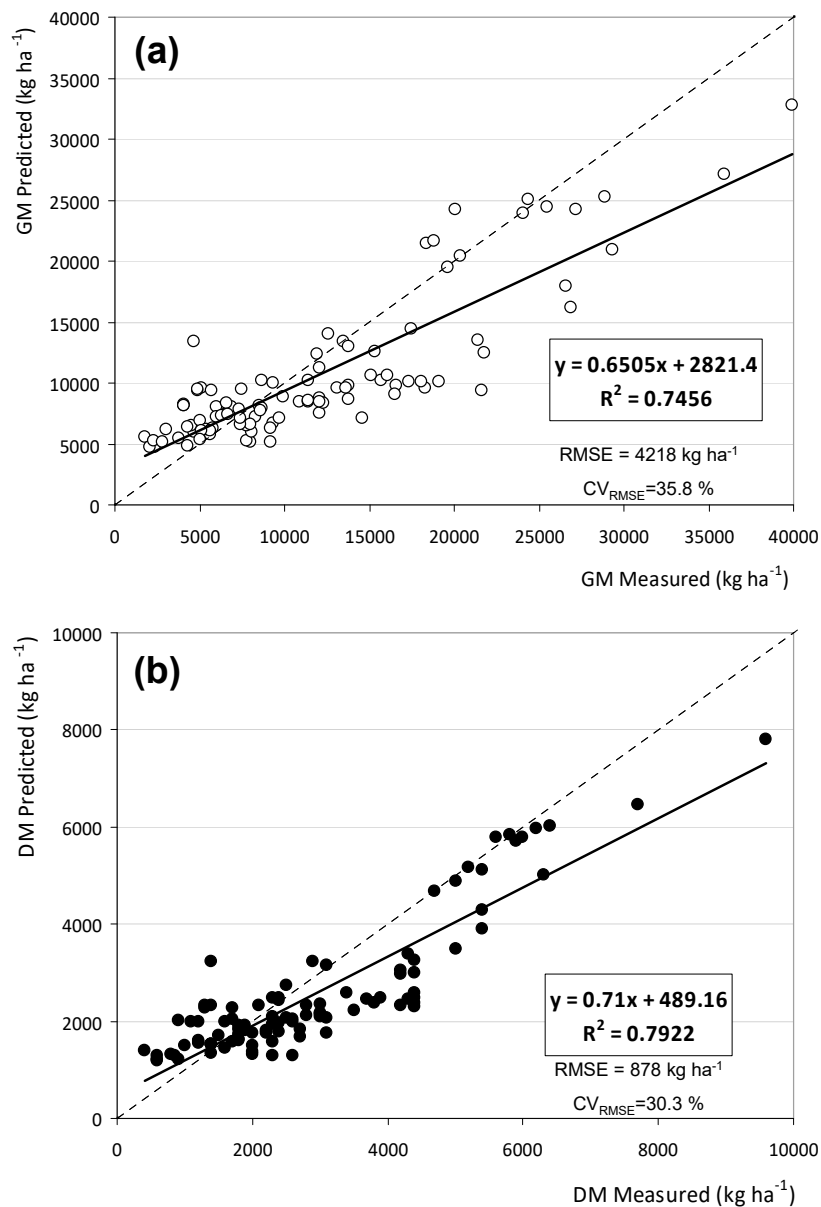 (a)
GM Predicted (kg ha⁻¹)
40000
35000
30000
25000
20000
15000
10000
5000
0
y = 0.6505x + 2821.4
R² = 0.7456
RMSE = 4218 kg ha⁻¹
CV_RMSE=35.8 %
0 5000 10000 15000 20000 25000 30000 35000 40000
GM Measured (kg ha⁻¹)
(b)
DM Predicted (kg ha⁻¹)
10000
8000
6000
4000
2000
0
y = 0.71x + 489.16
R² = 0.7922
RMSE = 878 kg ha⁻¹
CV_RMSE=30.3 %
0 2000 4000 6000 8000 10000
DM Measured (kg ha⁻¹)